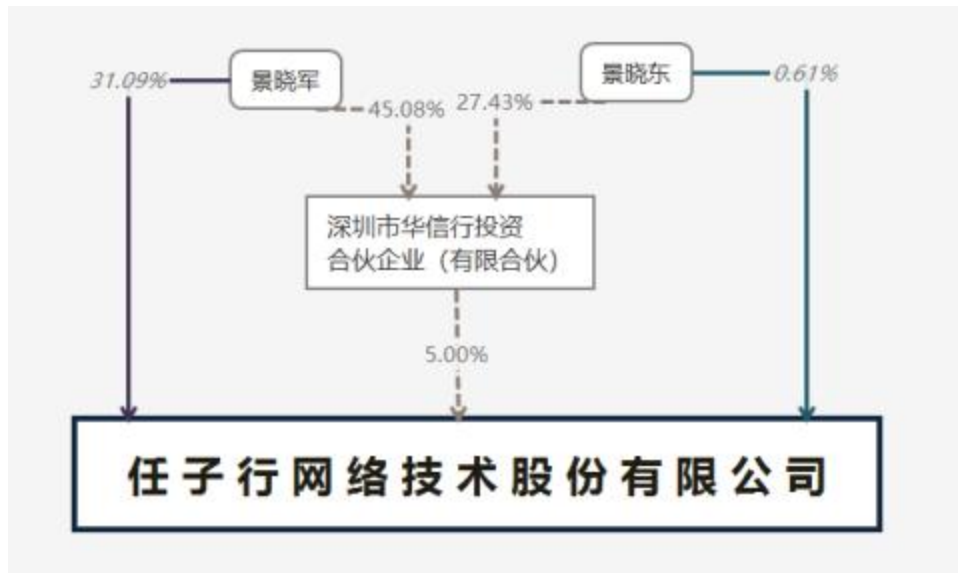 31.09%
景晓军
景晓东
0.61%
45.08%
27.43%
深圳市华信行投资
合伙企业（有限合伙）
5.00%
任子行网络技术股份有限公司